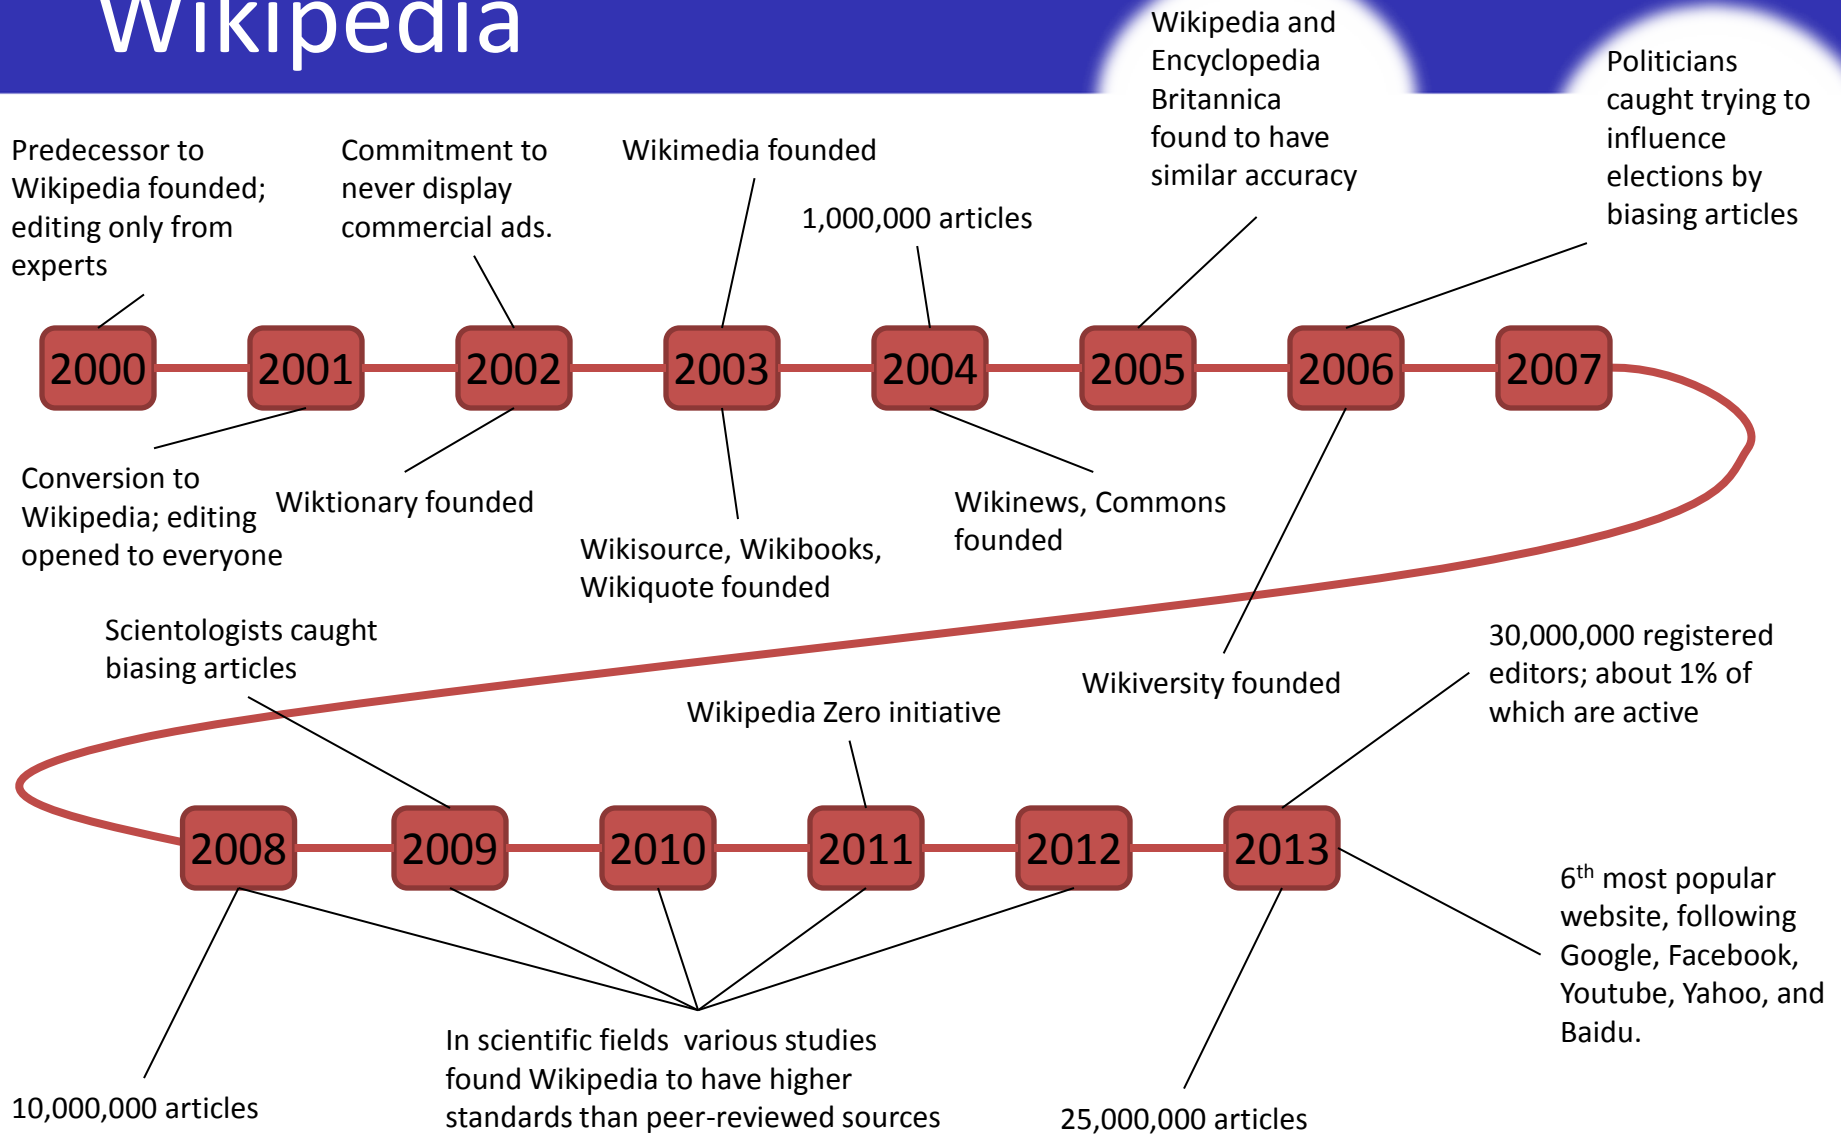 Wikipedia
Wikipedia and
Encyclopedia
Britannica
found to have
similar accuracy
Politicians
caught trying to
influence
elections by
biasing articles
Predecessor to
Wikipedia founded;
editing only from
experts
Commitment to
never display
commercial ads.
Wikimedia founded
1,000,000 articles
2000
2001
2002
2003
2004
2005
2006
2007
Conversion to
Wikipedia; editing
opened to everyone
Wiktionary founded
Wikisource, Wikibooks,
Wikiquote founded
Wikinews, Commons
founded
Wikiversity founded
Scientologists caught
biasing articles
Wikipedia Zero initiative
30,000,000 registered
editors; about 1% of
which are active
2008
2009
2010
2011
2012
2013
6th most popular
website, following
Google, Facebook,
Youtube, Yahoo, and
Baidu.
10,000,000 articles
In scientific fields  various studies
found Wikipedia to have higher
standards than peer-reviewed sources
25,000,000 articles